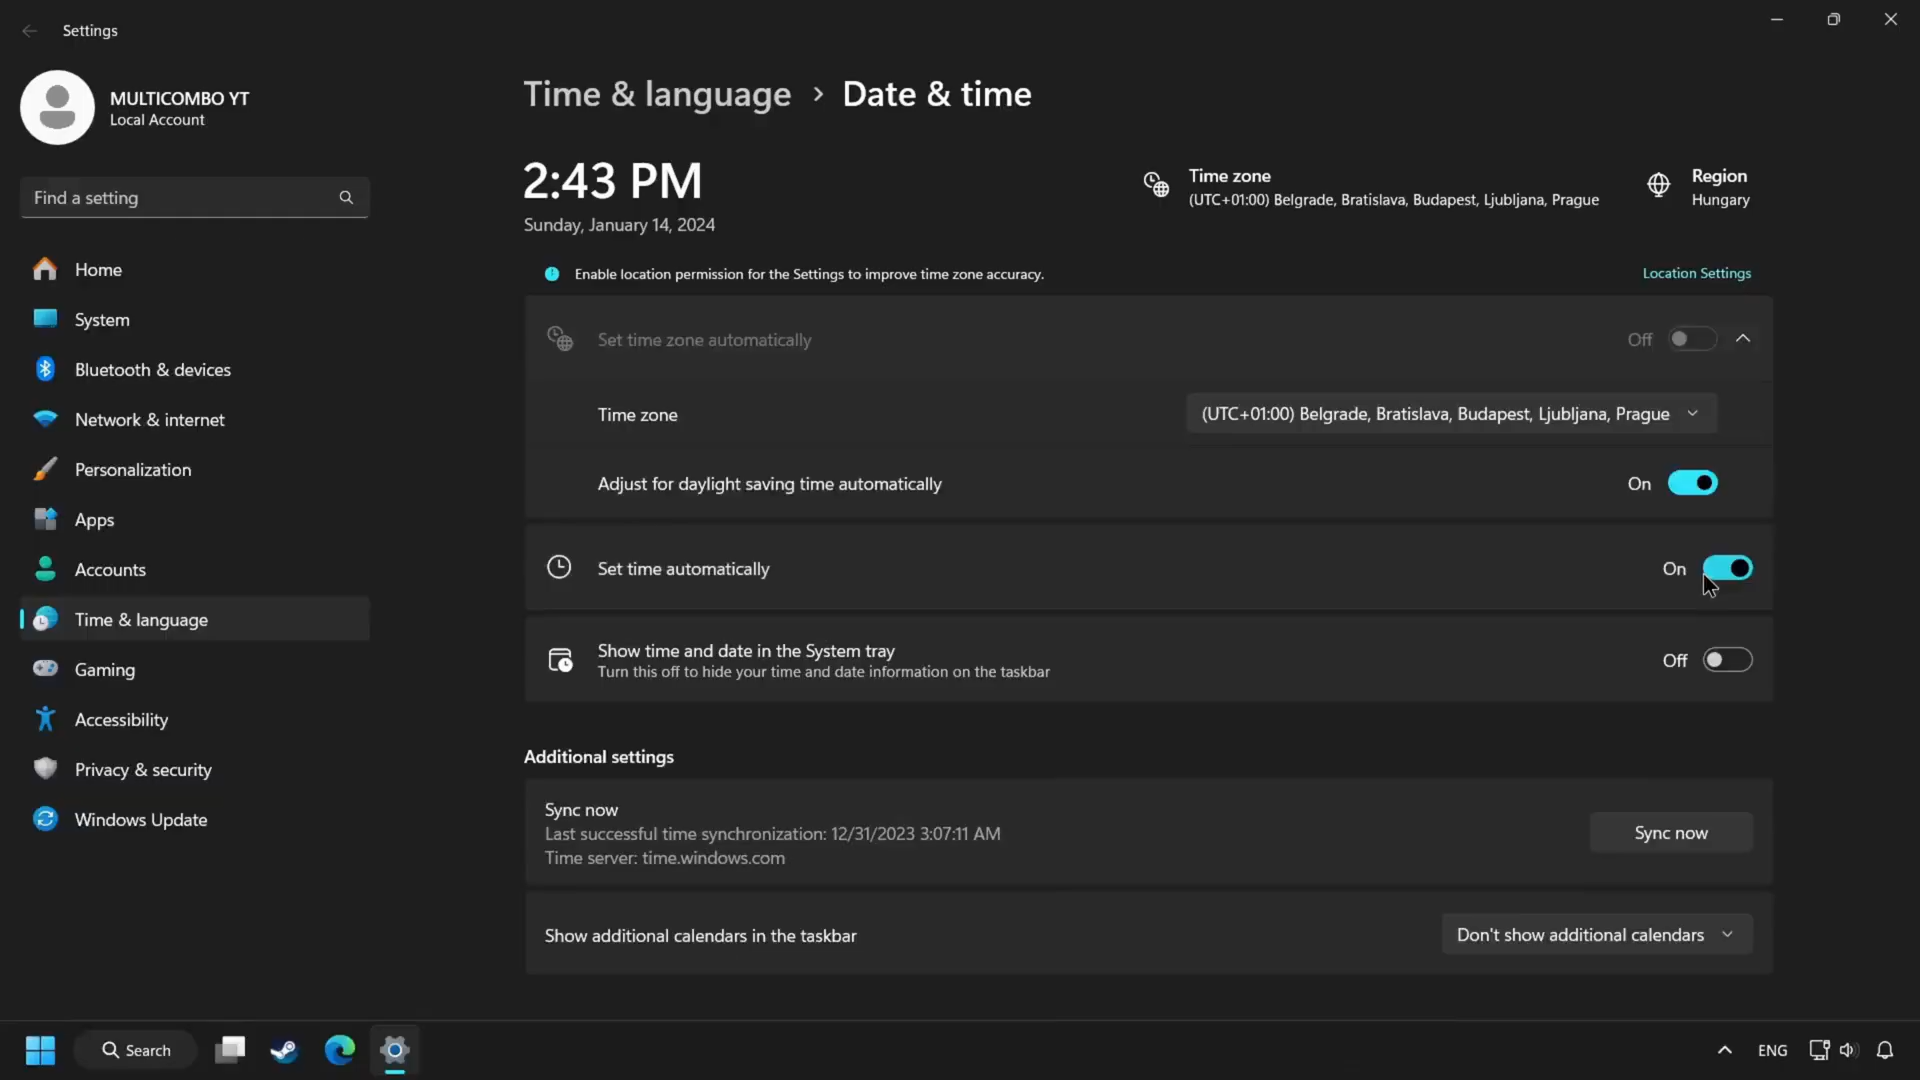 Settings
MULTICOMBO YT
Local Account
Find a setting
Home
System
Bluetooth & devices
Network & internet
Personalization
Apps
Accounts
Time & language
Gaming
Accessibility
Privacy & security
Windows Update
Time & language › Date & time
2:43 PM
Sunday, January 14, 2024
Time zone
(UTC+01:00) Belgrade, Bratislava, Budapest, Ljubljana, Prague
Region
Hungary
Enable location permission for the Settings to improve time zone accuracy.
Location Settings
Set time zone automatically
Off
Time zone
(UTC+01:00) Belgrade, Bratislava, Budapest, Ljubljana, Prague
Adjust for daylight saving time automatically
On
Set time automatically
On
Show time and date in the System tray
Turn this off to hide your time and date information on the taskbar
Off
Additional settings
Sync now
Last successful time synchronization: 12/31/2023 3:07:11 AM
Time server: time.windows.com
Sync now
Show additional calendars in the taskbar
Don't show additional calendars
Search
ENG